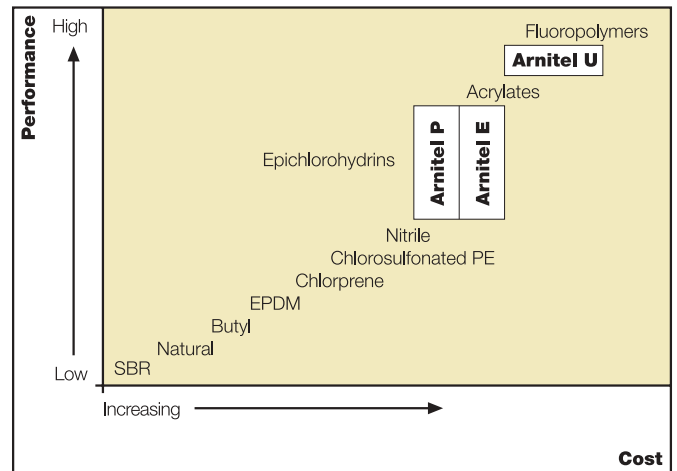 Performance
High
Fluoropolymers
Arnitel U
Acrylates
Epichlorohydrins
Arnitel P
Arnitel E
Nitrile
Chlorosulfonated PE
Chlorprene
EPDM
Butyl
Natural
SBR
Low
Increasing
Cost